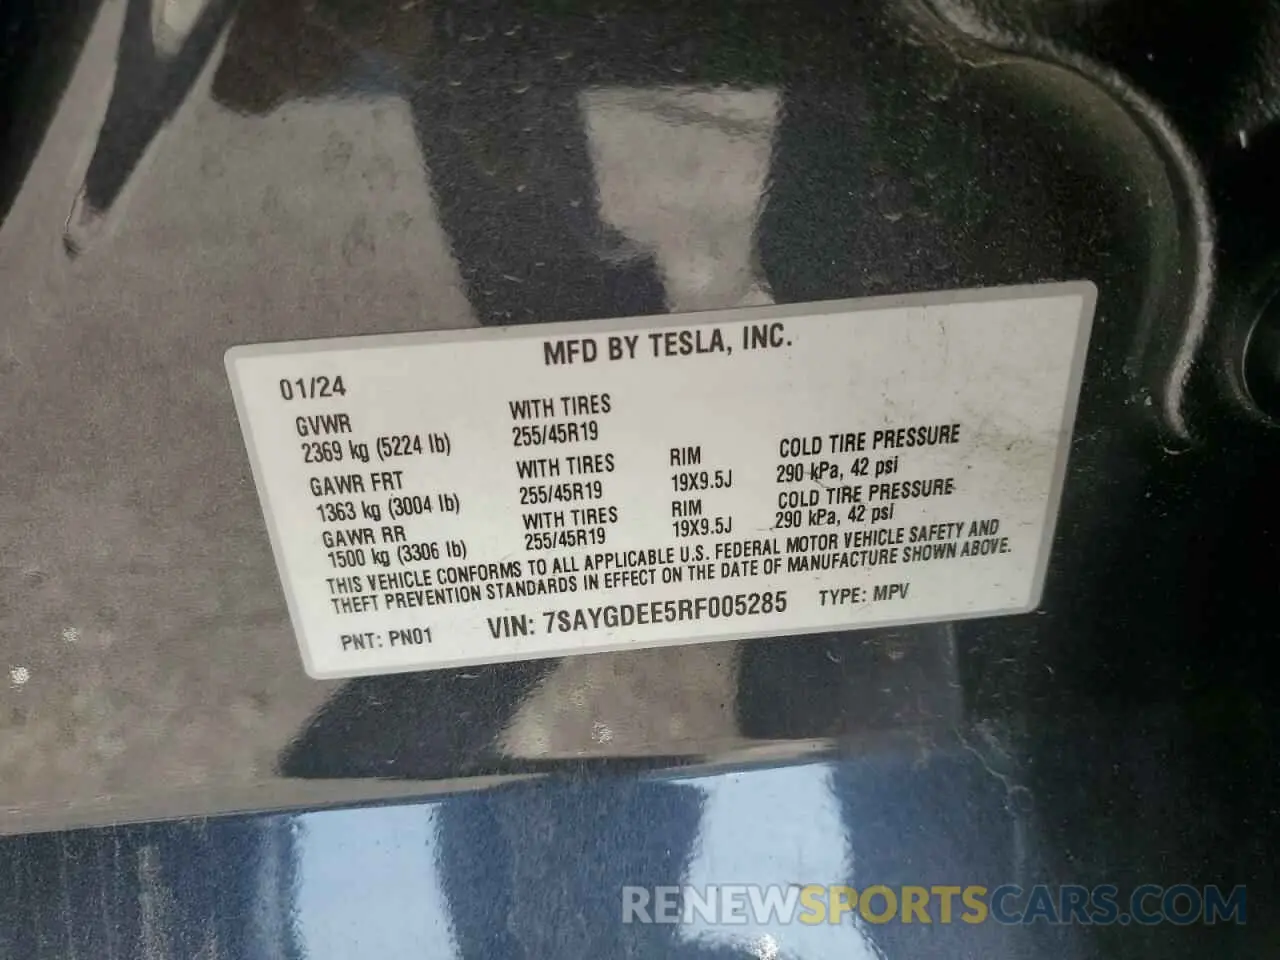 MFD BY TESLA, INC.
01/24
GVWR WITH TIRES
2369 kg (5224 lb) 255/45R19
GAWR FRT WITH TIRES RIM COLD TIRE PRESSURE
1363 kg (3004 lb) 255/45R19 19X9.5J 290 kPa, 42 psi
GAWR RR WITH TIRES RIM COLD TIRE PRESSURE
1500 kg (3306 lb) 255/45R19 19X9.5J 290 kPa, 42 psi
THIS VEHICLE CONFORMS TO ALL APPLICABLE U.S. FEDERAL MOTOR VEHICLE SAFETY AND
THEFT PREVENTION STANDARDS IN EFFECT ON THE DATE OF MANUFACTURE SHOWN ABOVE.
PNT: PN01 VIN: 7SAYGDEE5RF005285 TYPE: MPV
RENEWSPORTSCARS.COM